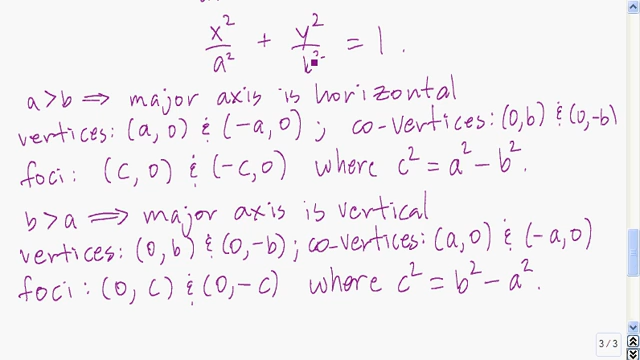 x²/a² + y²/b² = 1.
a>b ⟹ major axis is horizontal
vertices: (a, 0) & (-a, 0) ; co-vertices: (0, b) & (0, -b)
foci: (c, 0) & (-c, 0) where c² = a² - b².
b>a ⟹ major axis is vertical
vertices: (0, b) & (0, -b); co-vertices: (a, 0) & (-a, 0)
foci: (0, c) & (0, -c) where c² = b² - a².
3 / 3